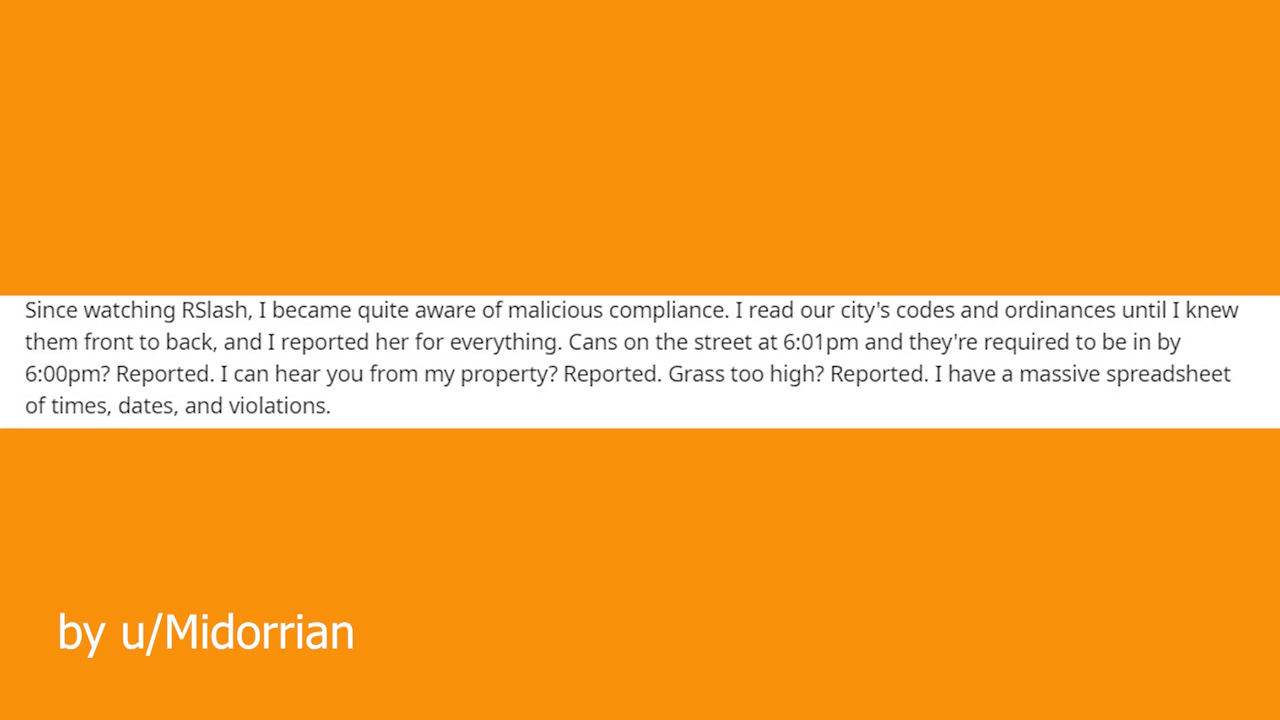 Since watching RSlash, I became quite aware of malicious compliance. I read our city's codes and ordinances until I knew
them front to back, and I reported her for everything. Cans on the street at 6:01pm and they're required to be in by
6:00pm? Reported. I can hear you from my property? Reported. Grass too high? Reported. I have a massive spreadsheet
of times, dates, and violations.
by u/Midorrian